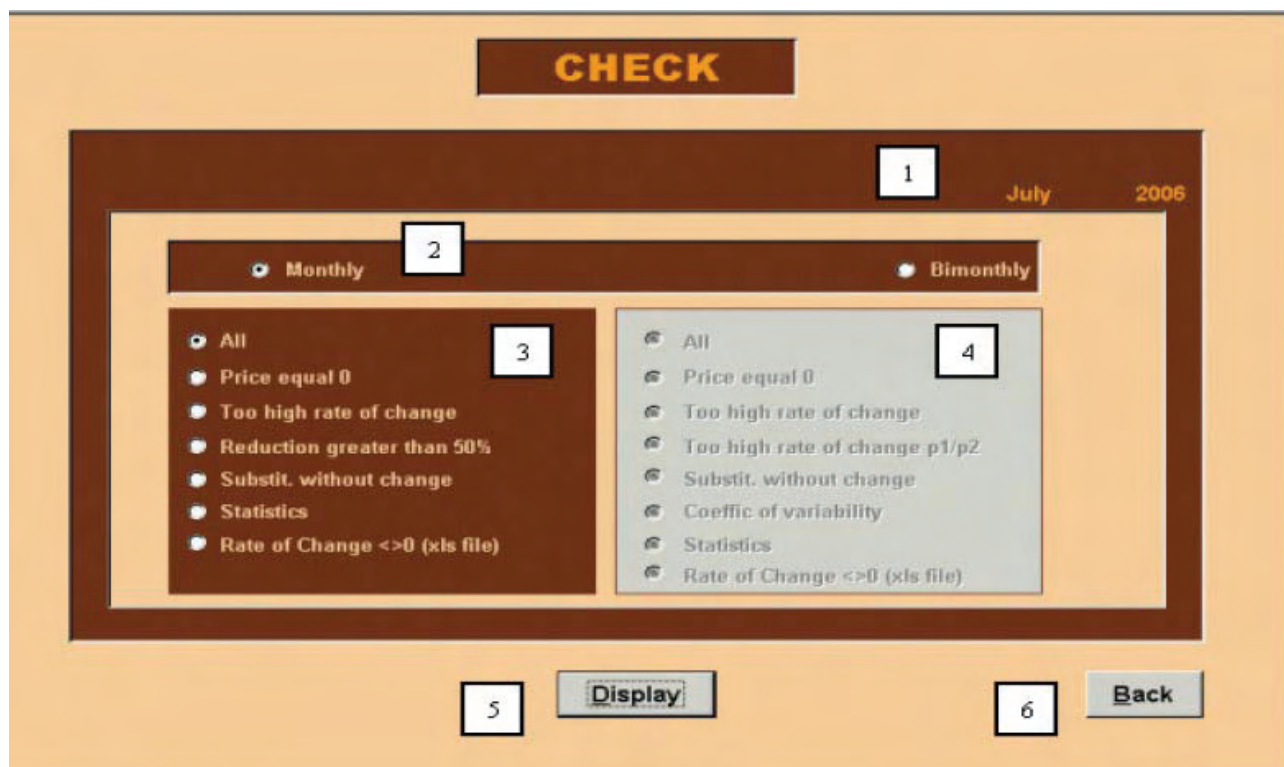 CHECK
1
July 2006
2
Monthly
Bimonthly
3
All
Price equal 0
Too high rate of change
Reduction greater than 50%
Substit. without change
Statistics
Rate of Change <>0 (xls file)
4
All
Price equal 0
Too high rate of change
Too high rate of change p1/p2
Substit. without change
Coeffic of variability
Statistics
Rate of Change <>0 (xls file)
5
Display
6
Back